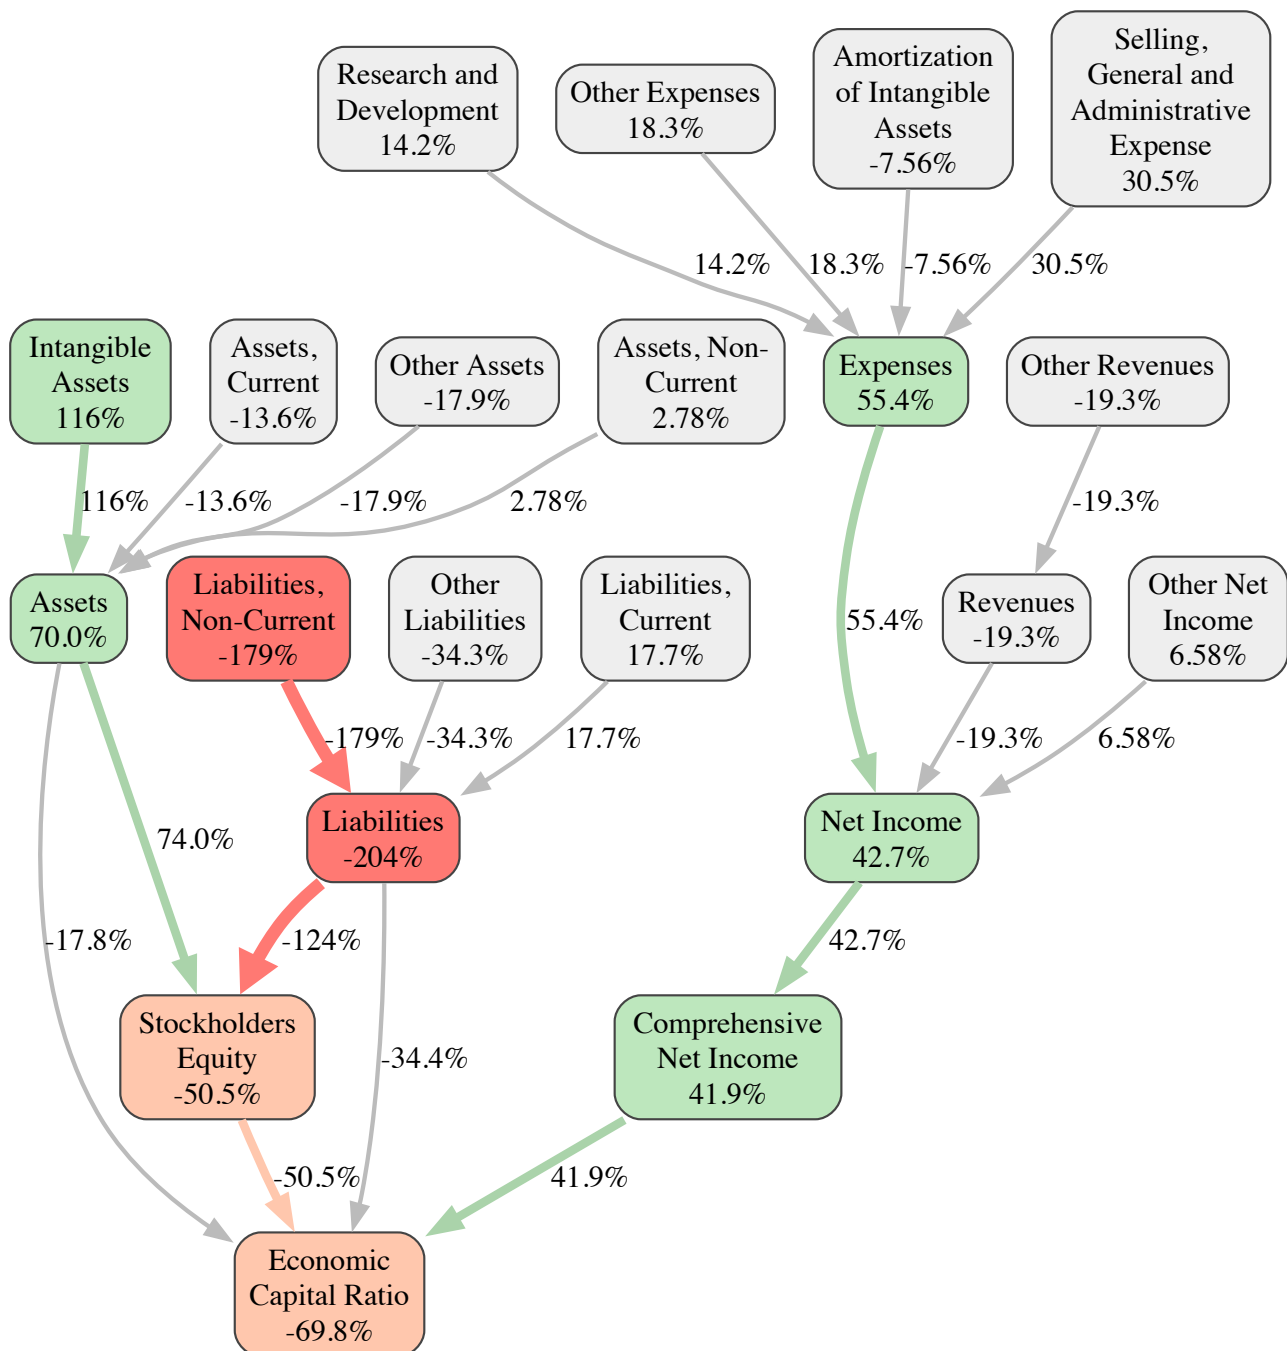 Research and
Development
14.2%
Other Expenses
18.3%
Amortization
of Intangible
Assets
-7.56%
Selling,
General and
Administrative
Expense
30.5%
14.2%
18.3%
-7.56%
30.5%
Intangible
Assets
116%
Assets,
Current
-13.6%
Other Assets
-17.9%
Assets, Non-
Current
2.78%
Expenses
55.4%
Other Revenues
-19.3%
116%
-13.6%
-17.9%
2.78%
-19.3%
Assets
70.0%
Liabilities,
Non-Current
-179%
Other
Liabilities
-34.3%
Liabilities,
Current
17.7%
55.4%
Revenues
-19.3%
Other Net
Income
6.58%
-179%
-34.3%
17.7%
-19.3%
6.58%
74.0%
Liabilities
-204%
Net Income
42.7%
-17.8%
-124%
42.7%
Stockholders
Equity
-50.5%
-34.4%
Comprehensive
Net Income
41.9%
-50.5%
41.9%
Economic
Capital Ratio
-69.8%